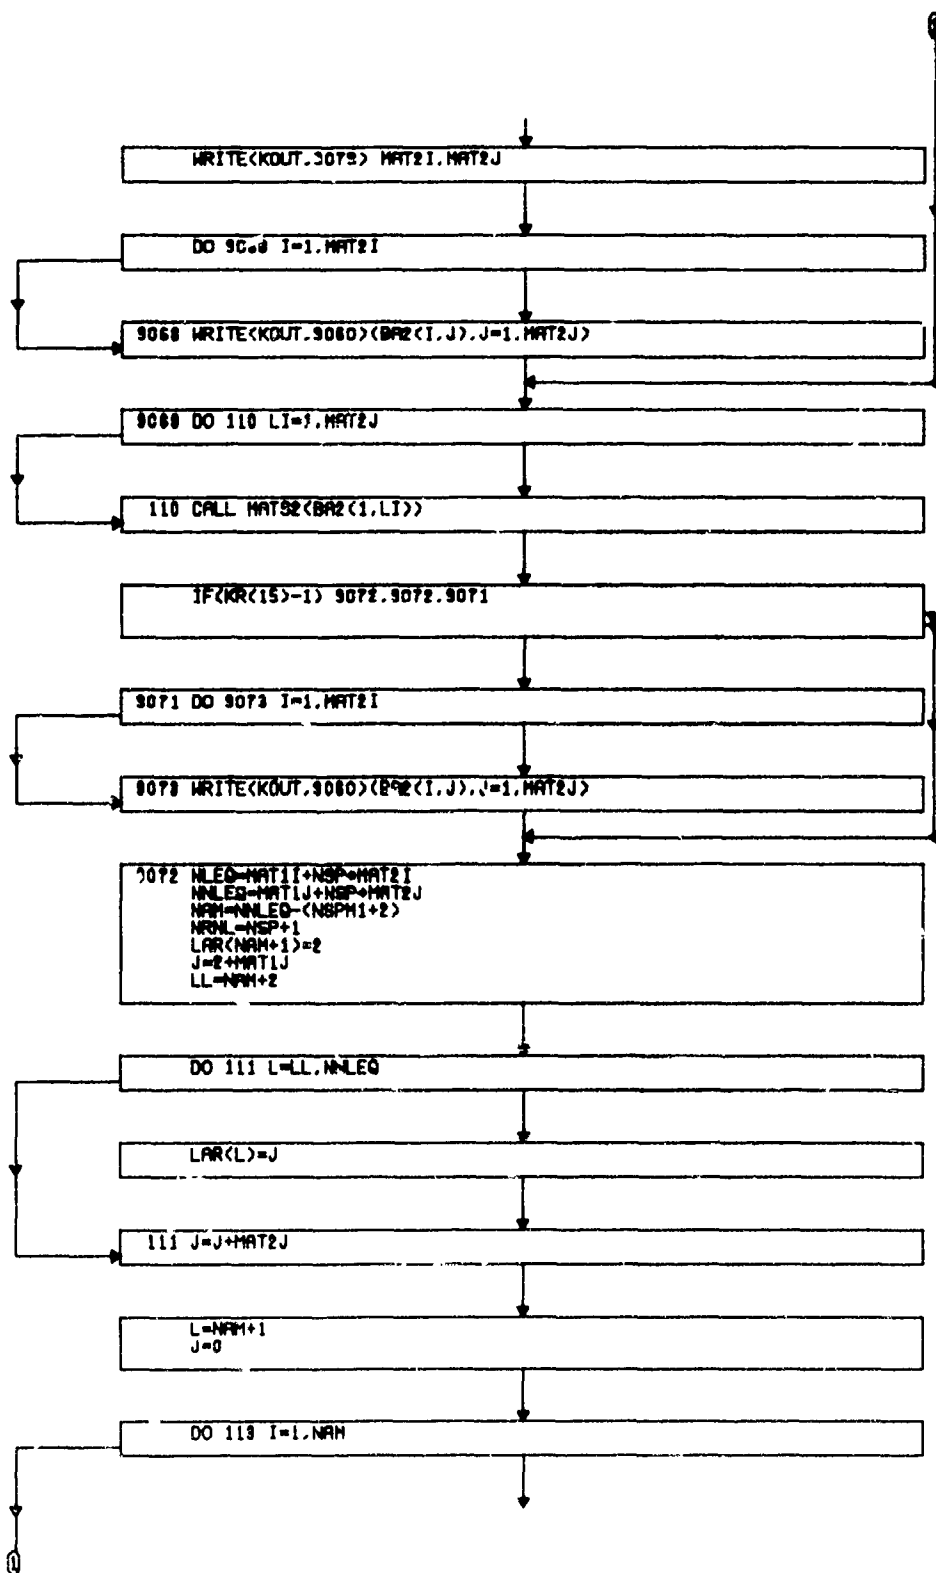 WRITE(KOUT,9079) MAT2I,MAT2J
DO I=1,MAT2I
9068 WRITE(KOUT,9060)(BA2(I,J),J=1,MAT2J)
9069 DO 110 LI=1,MAT2J
110 CALL MATS2(BA2(1,LI))
IF(KR(15)-1) 9072,9072,9071
9071 DO 9073 I=1,MAT2I
9073 WRITE(KOUT,9060)(BA2(I,J),J=1,MAT2J)
9072 NLEQ=MAT1I+NSP*MAT2I
NNLEQ=MAT1J+NSP*MAT2J
NAM=NNLEQ-(NSPM1+2)
NRNL=NSP+1
LAR(NAM+1)=2
J=2+MAT1J
LL=NAM+2
DO 111 L=LL,NNLEQ
LAR(L)=J
111 J=J+MAT2J
L=NAM+1
J=0
DO 113 I=1,NAM